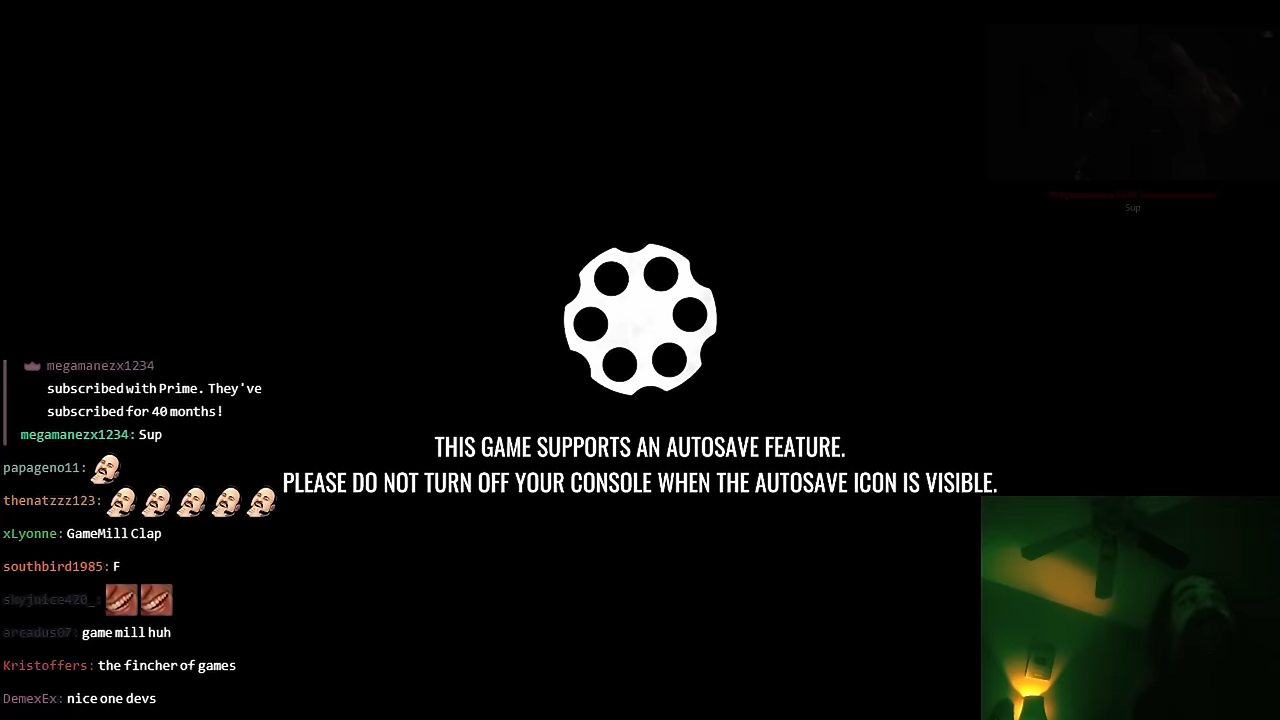 Sup
megamanezx1234
subscribed with Prime. They've
subscribed for 40 months!
megamanezx1234: Sup
papageno11:
thenatzzz123:
THIS GAME SUPPORTS AN AUTOSAVE FEATURE.
PLEASE DO NOT TURN OFF YOUR CONSOLE WHEN THE AUTOSAVE ICON IS VISIBLE.
xLyonne: GameMill Clap
southbird1985: F
skyjuice420_:
arcadus07: game mill huh
Kristoffers: the fincher of games
DemexEx: nice one devs